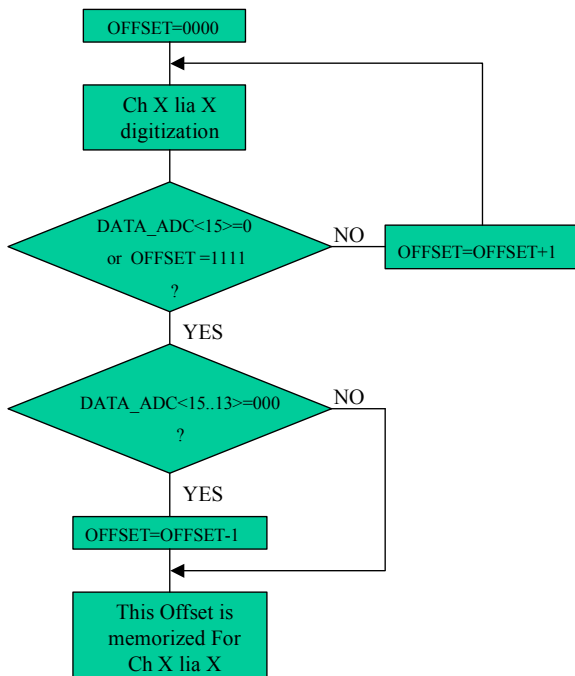 OFFSET=0000
Ch X lia X
digitization
DATA_ADC<15>=0
or OFFSET =1111
?
NO
OFFSET=OFFSET+1
YES
DATA_ADC<15..13>=000
?
NO
YES
OFFSET=OFFSET-1
This Offset is
memorized For
Ch X lia X